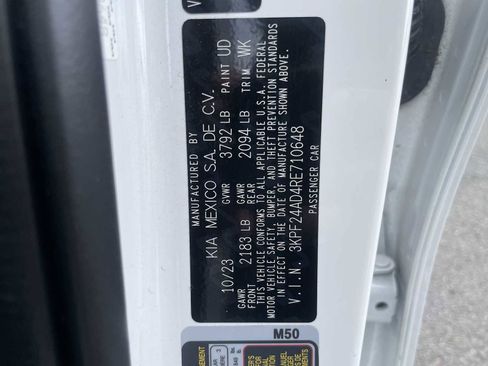 MANUFACTURED BY
KIA MEXICO S.A. DE C.V.
10/23 GVWR 3792 LB PAINT UD
GAWR FRONT 2183 LB GAWR REAR 2094 LB TRIM WK
THIS VEHICLE CONFORMS TO ALL APPLICABLE U.S.A. FEDERAL
MOTOR VEHICLE SAFETY, BUMPER, AND THEFT PREVENTION STANDARDS
IN EFFECT ON THE DATE OF MANUFACTURE SHOWN ABOVE.
V.I.N. 3KPF24AD4RE710648
PASSENGER CAR
M50